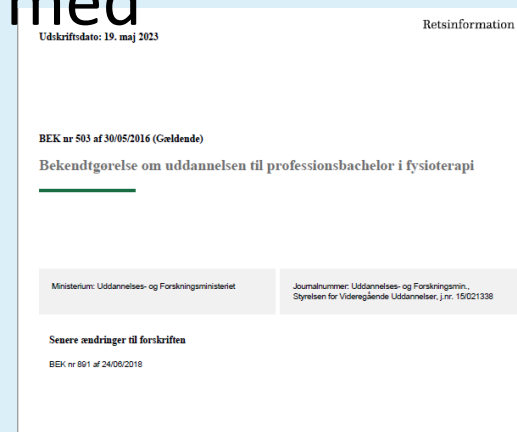 med
Retsinformation
Udskriftsdato: 19. maj 2023
BEK nr 503 af 30/05/2016 (Gældende)
Bekendtgørelse om uddannelsen til professionsbachelor i fysioterapi
Ministerium: Uddannelses- og Forskningsministeriet
Journalnummer: Uddannelses- og Forskningsmin.,
Styrelsen for Videregående Uddannelser, j.nr. 15/021338
Senere ændringer til forskriften
BEK nr 891 af 24/06/2018